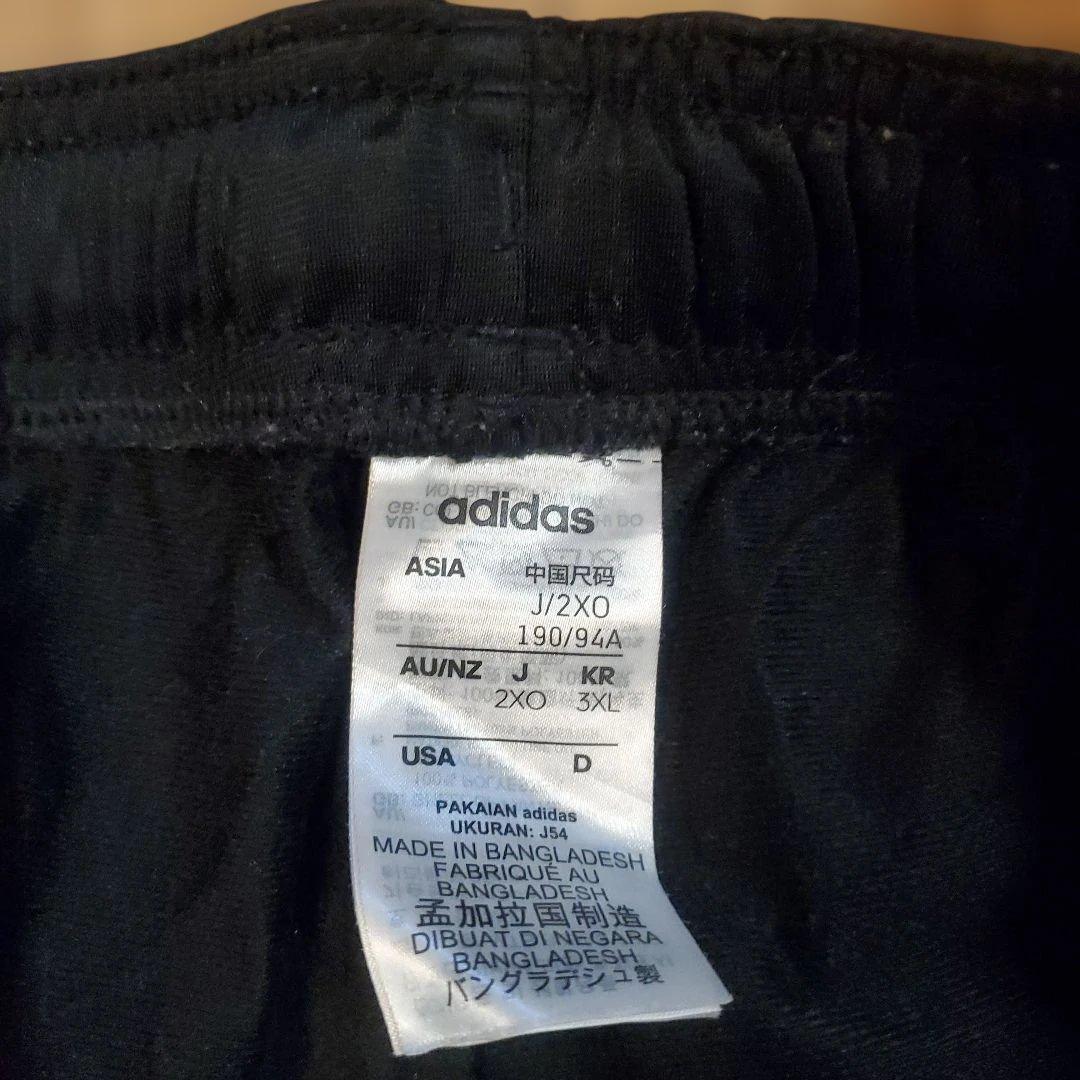 adidas
ASIA 中国尺码
J/2XO
190/94A
AU/NZ J KR
2XO 3XL
USA D
PAKAIAN adidas
UKURAN: J54
MADE IN BANGLADESH
FABRIQUÉ AU
BANGLADESH
孟加拉国制造
DIBUAT DI NEGARA
BANGLADESH
バングラデシュ製